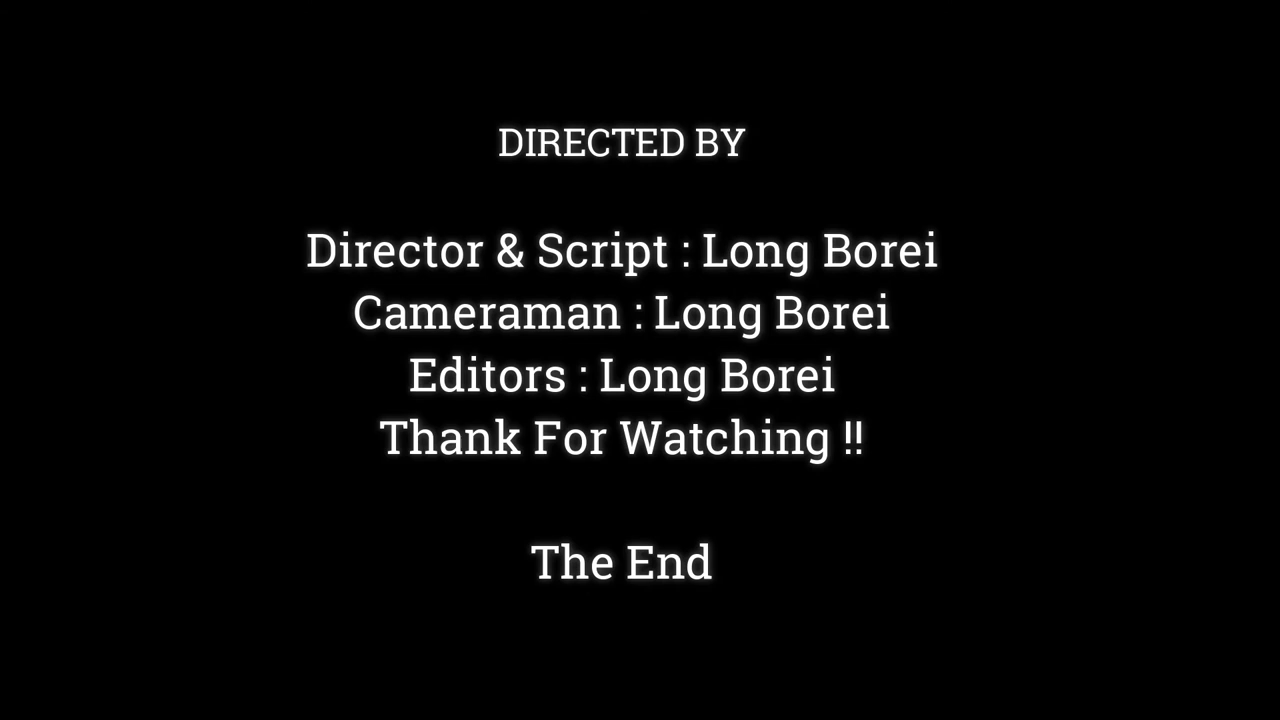 DIRECTED BY
Director & Script : Long Borei
Cameraman : Long Borei
Editors : Long Borei
Thank For Watching !!
The End